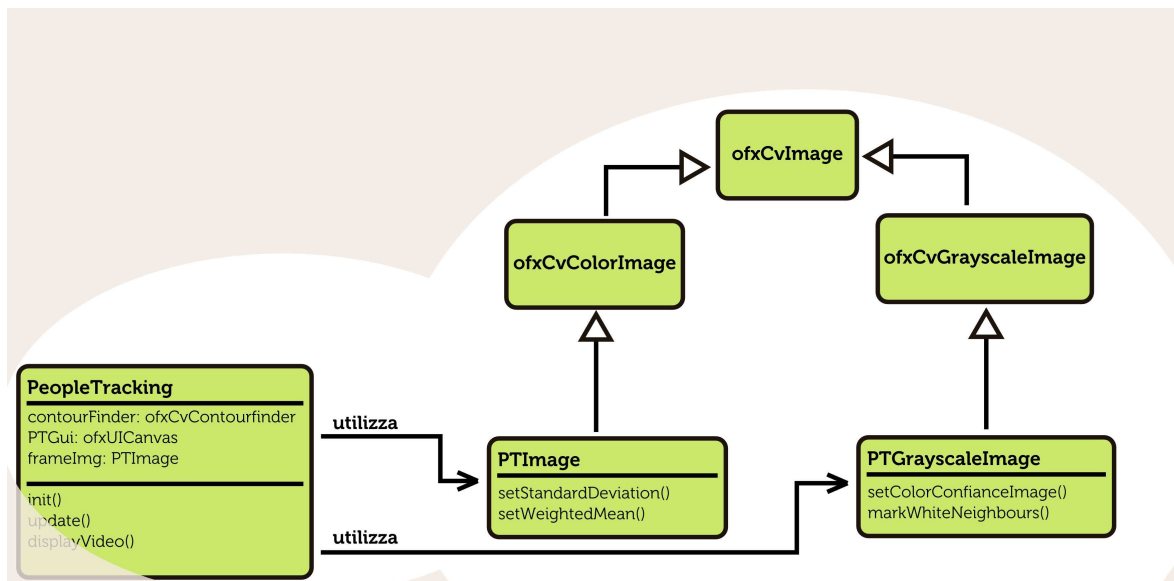 ofxCvImage
ofxCvColorImage
ofxCvGrayscaleImage
PeopleTracking
contourFinder: ofxCvContourfinder
PTGui: ofxUICanvas
frameImg: PTImage
init()
update()
displayVideo()
utilizza
utilizza
PTImage
setStandardDeviation()
setWeightedMean()
PTGrayscaleImage
setColorConfianceImage()
markWhiteNeighbours()